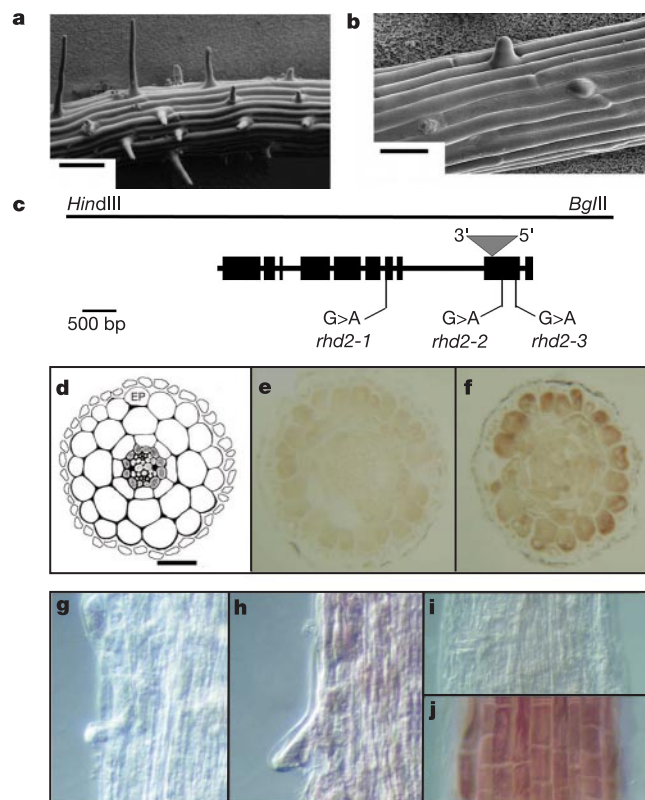 a
b
c
HindIII
BglII
3'
5'
500 bp
G>A
G>A
G>A
rhd2-1
rhd2-2
rhd2-3
d
EP
e
f
g
h
i
j